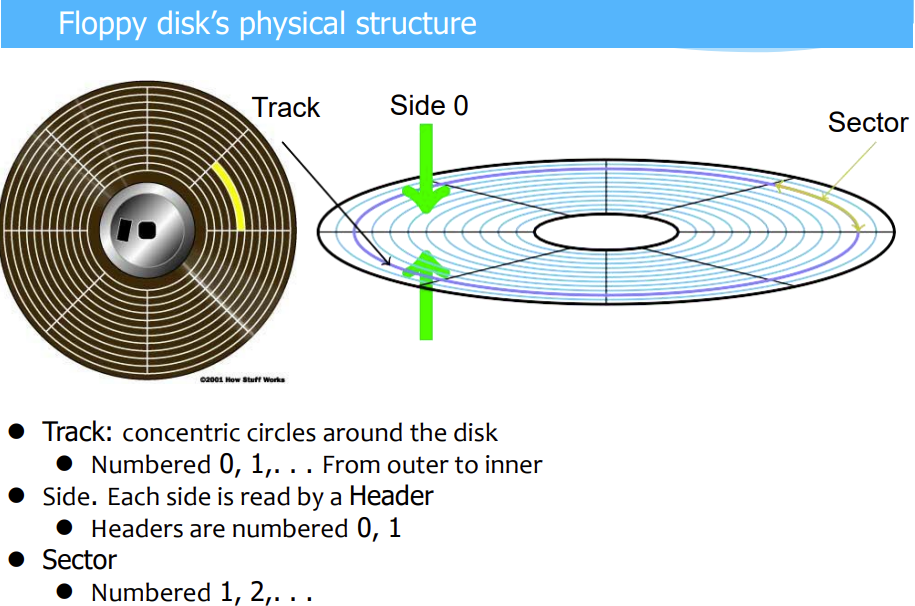 Floppy disk’s physical structure
Track
Side 0
Sector
©2001 How Stuff Works
● Track: concentric circles around the disk
● Numbered 0, 1,. . . From outer to inner
● Side. Each side is read by a Header
● Headers are numbered 0, 1
● Sector
● Numbered 1, 2,. . .